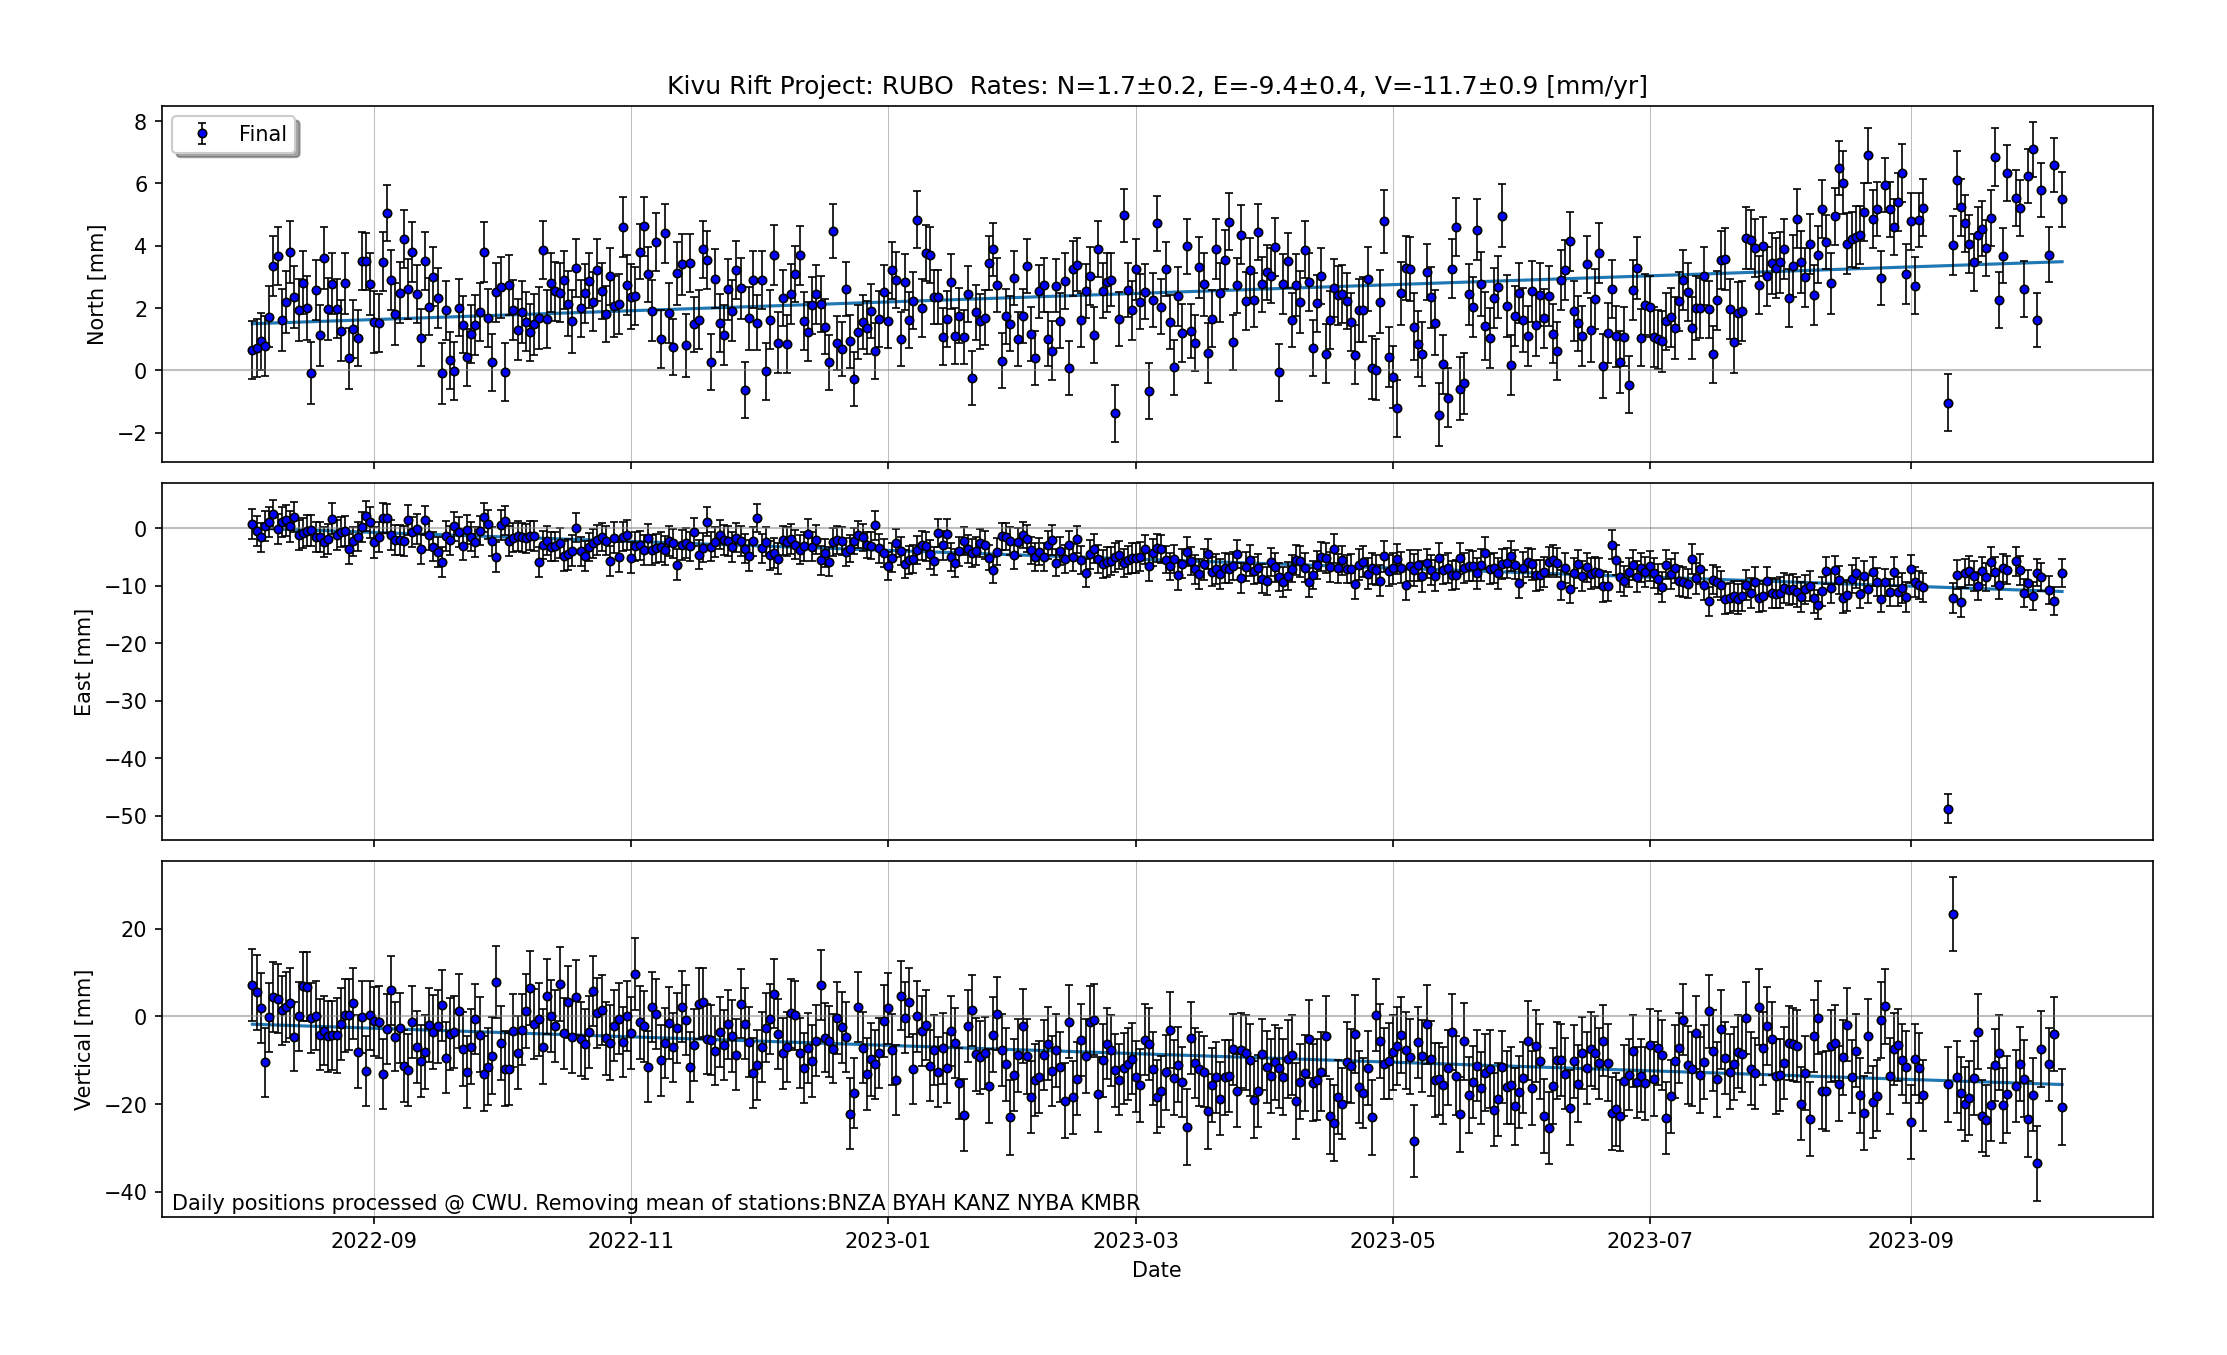 Kivu Rift Project: RUBO  Rates: N=1.7±0.2, E=-9.4±0.4, V=-11.7±0.9 [mm/yr]
Final
North [mm]
8
6
4
2
0
−2
East [mm]
0
−10
−20
−30
−40
−50
Vertical [mm]
20
0
−20
−40
Daily positions processed @ CWU. Removing mean of stations:BNZA BYAH KANZ NYBA KMBR
2022-09 2022-11 2023-01 2023-03 2023-05 2023-07 2023-09
Date